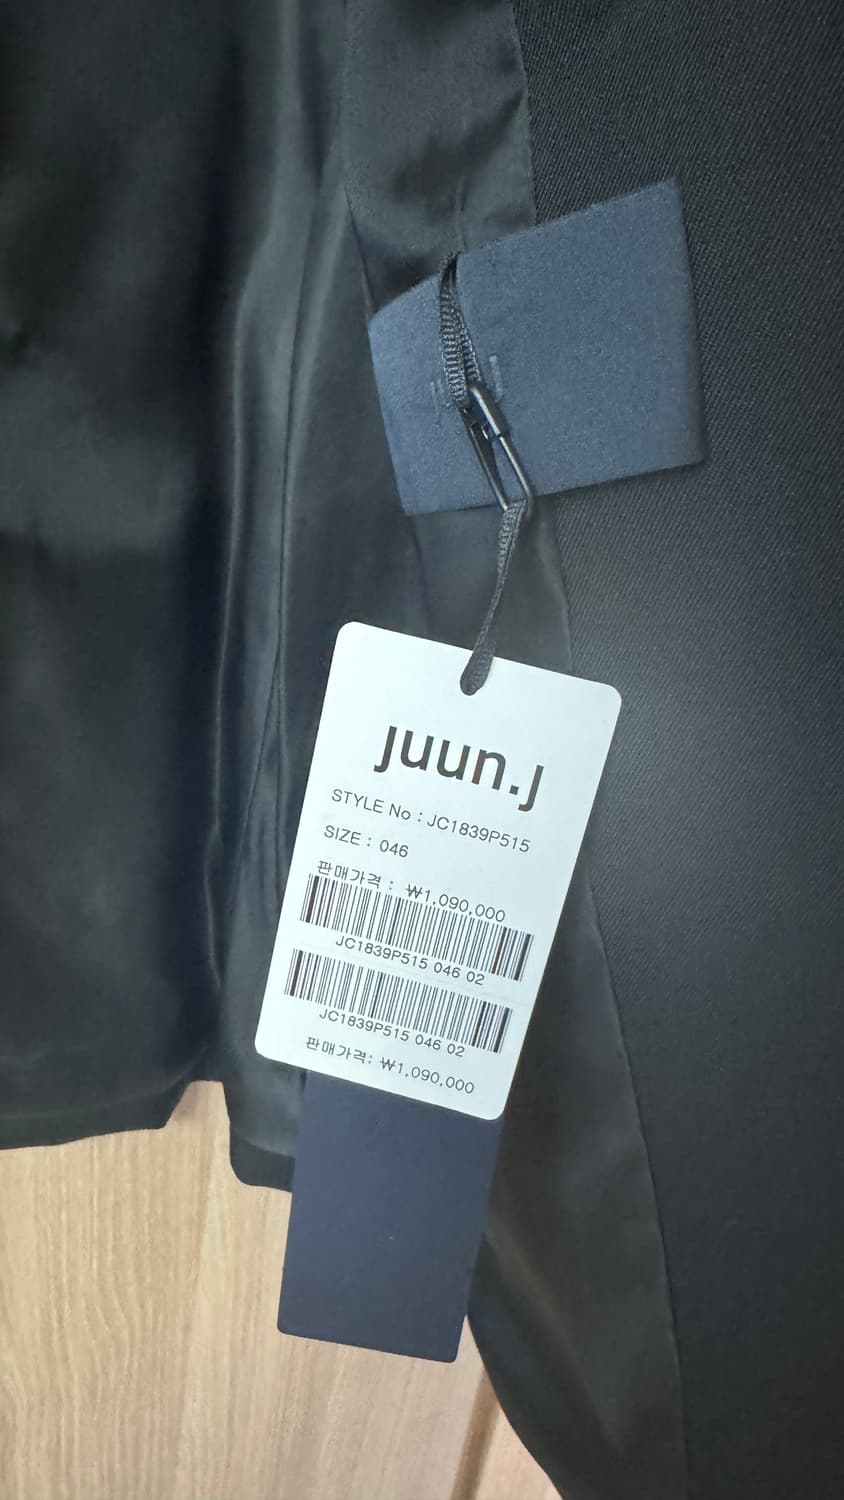 juun.j
STYLE No : JC1839P515
SIZE : 046
판매가격 : ₩1,090,000
JC1839P515 046 02
JC1839P515 046 02
판매가격: ₩1,090,000